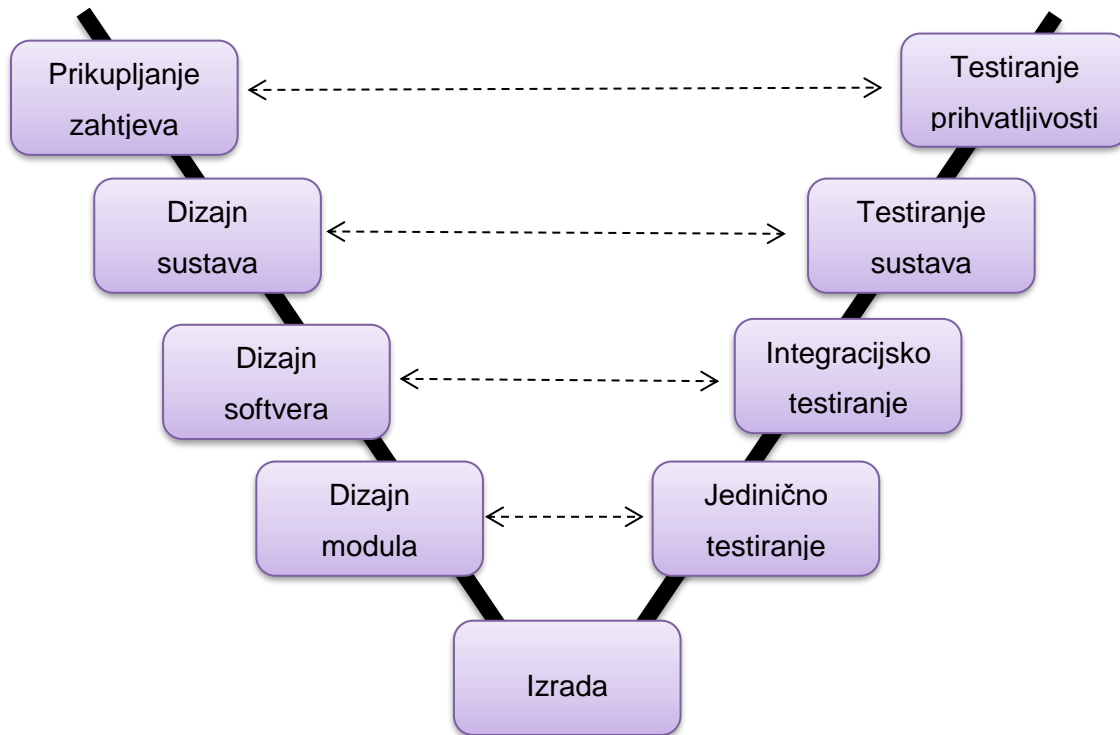 Prikupljanje
zahtjeva
Testiranje
prihvatljivosti
Dizajn
sustava
Testiranje
sustava
Dizajn
softvera
Integracijsko
testiranje
Dizajn
modula
Jedinično
testiranje
Izrada